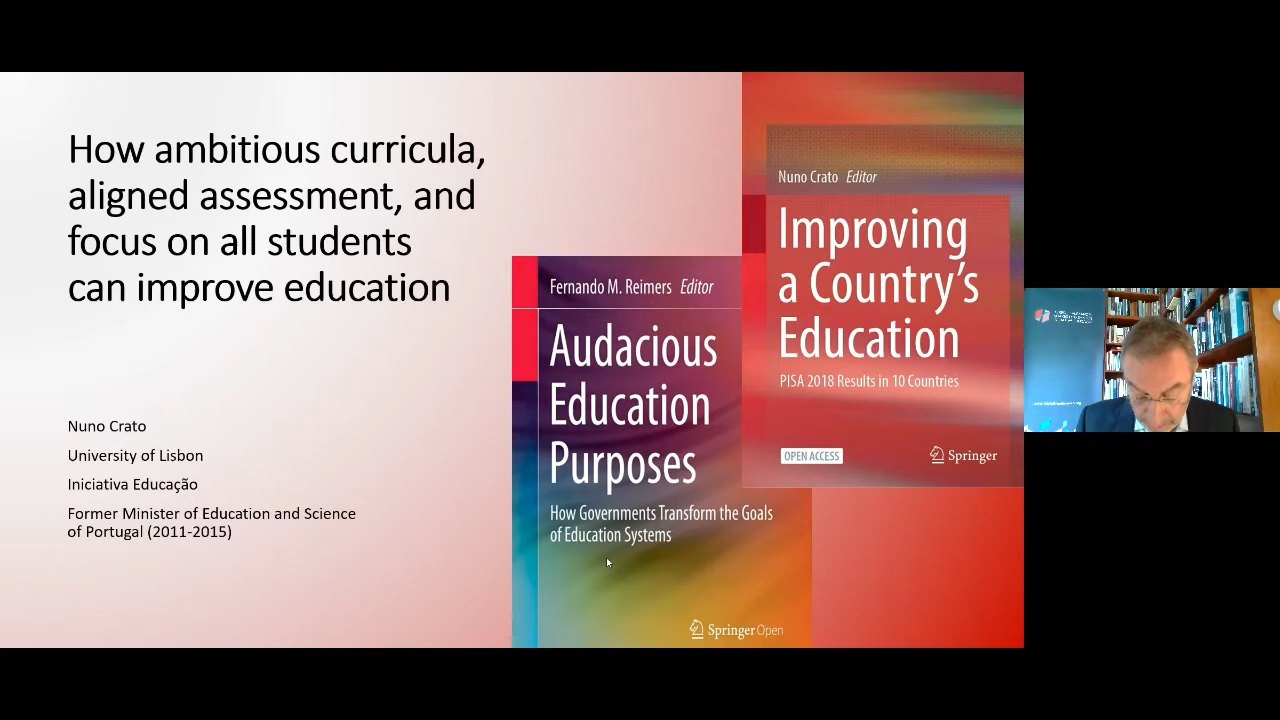 How ambitious curricula,
aligned assessment, and
focus on all students
can improve education
Nuno Crato
University of Lisbon
Iniciativa Educação
Former Minister of Education and Science
of Portugal (2011-2015)
Fernando M. Reimers Editor
Audacious
Education
Purposes
How Governments Transform the Goals
of Education Systems
Springer Open
Nuno Crato Editor
Improving
a Country's
Education
PISA 2018 Results in 10 Countries
OPEN ACCESS
Springer